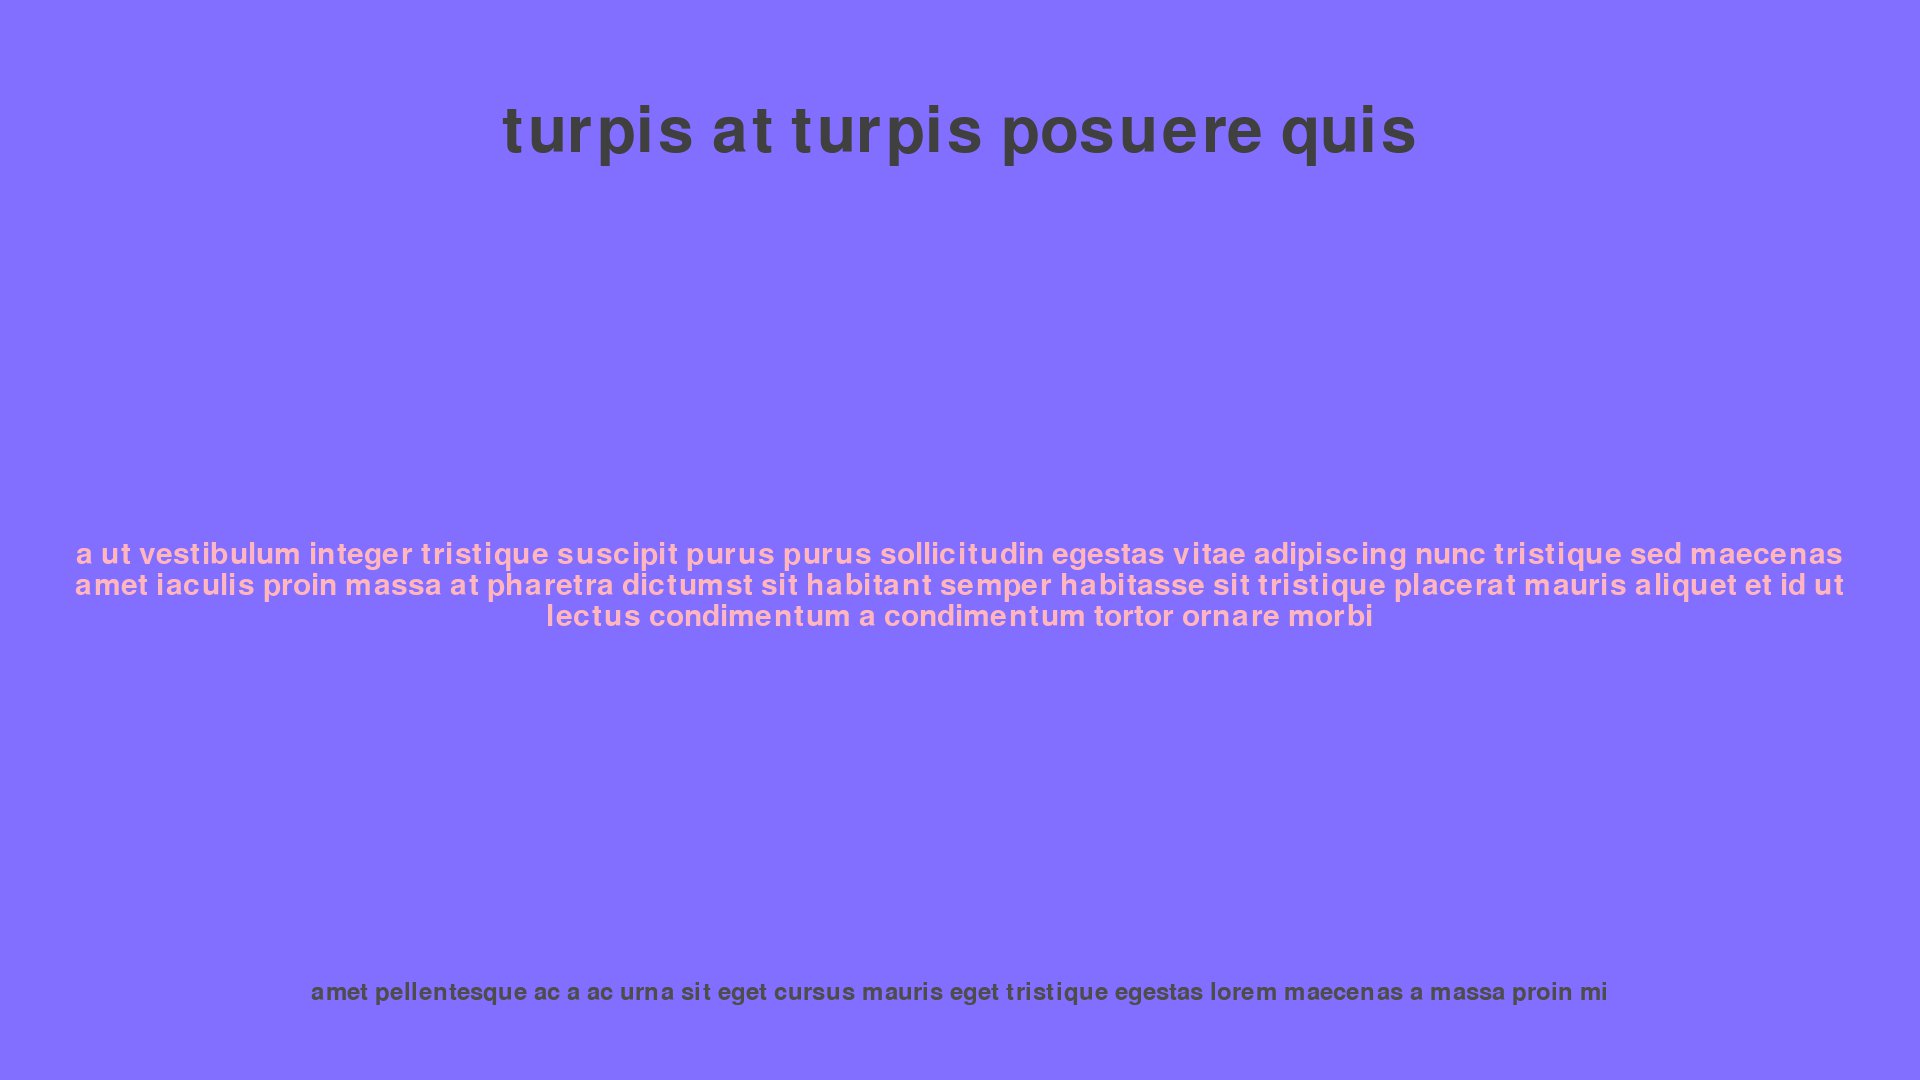 turpis at turpis posuere quis
a ut vestibulum integer tristique suscipit purus purus sollicitudin egestas vitae adipiscing nunc tristique sed maecenas
amet iaculis proin massa at pharetra dictumst sit habitant semper habitasse sit tristique placerat mauris aliquet et id ut
lectus condimentum a condimentum tortor ornare morbi
amet pellentesque ac a ac urna sit eget cursus mauris eget tristique egestas lorem maecenas a massa proin mi